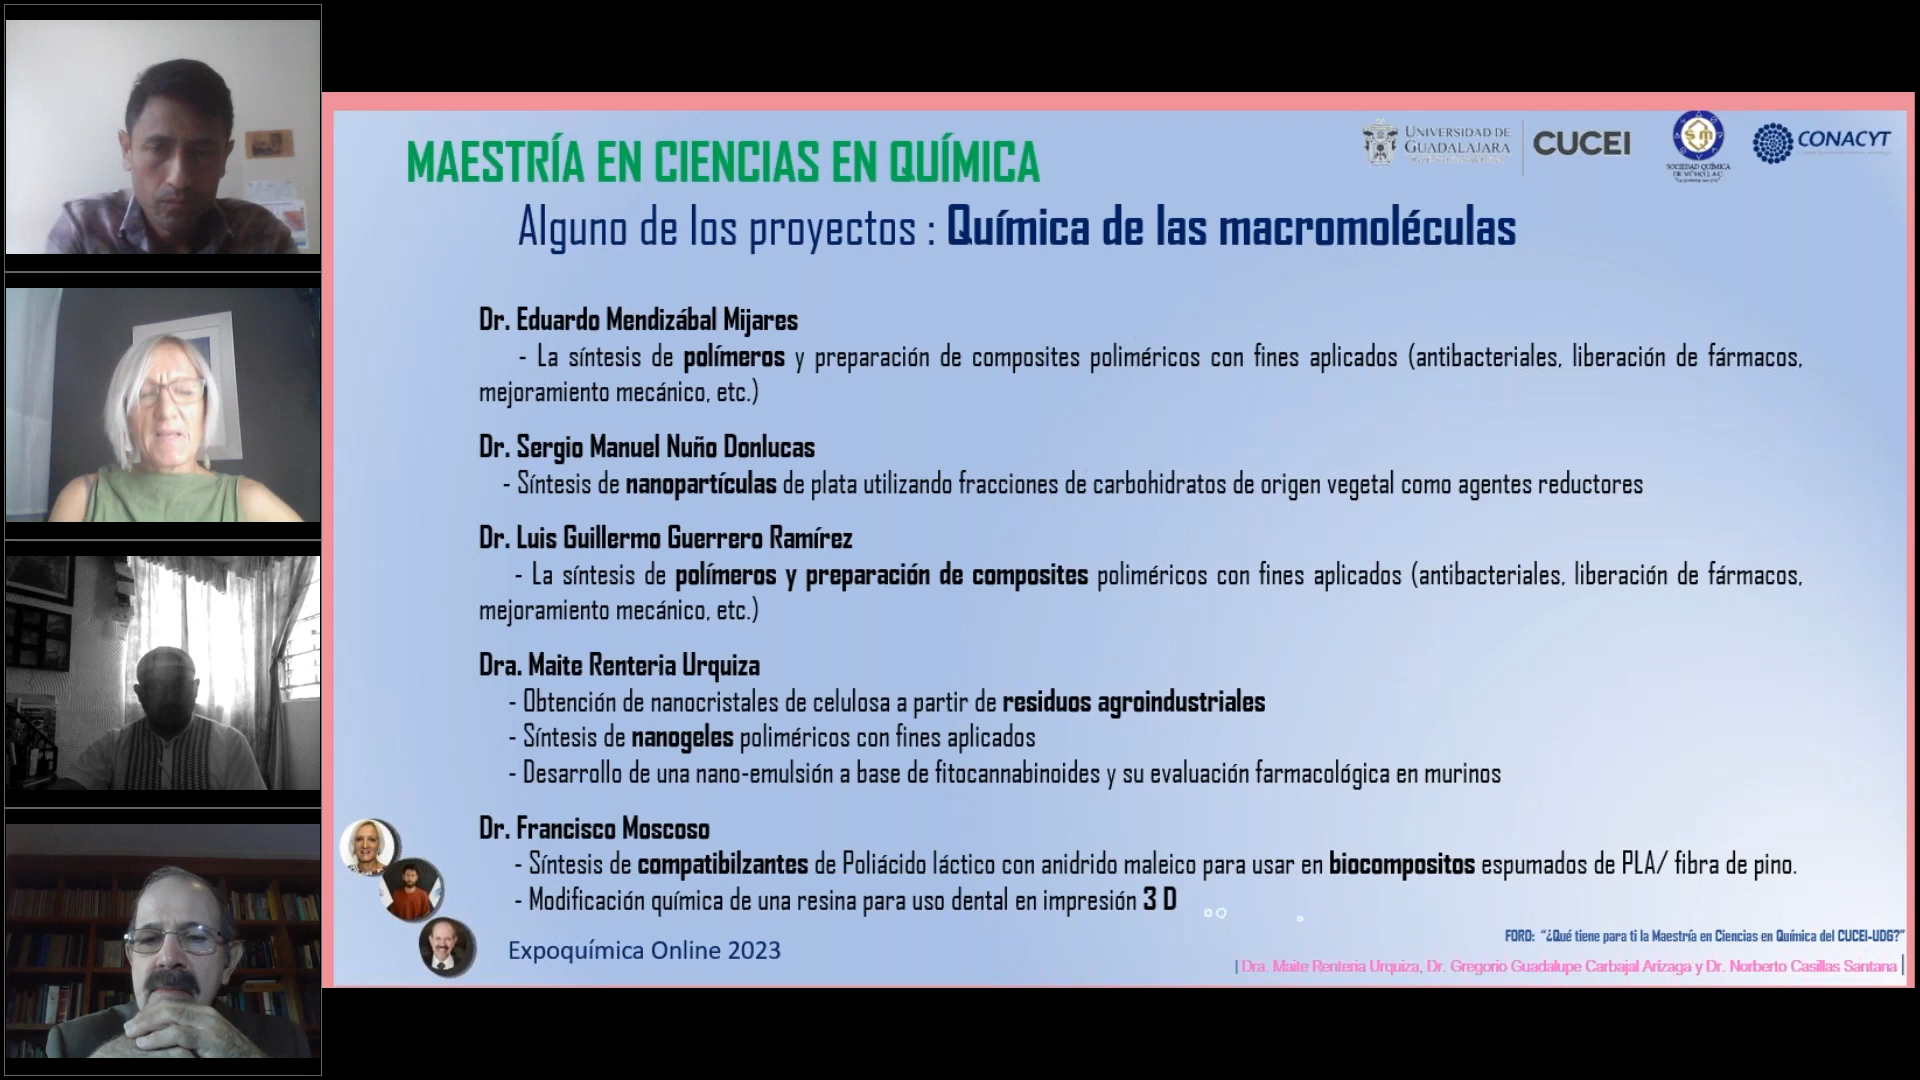 MAESTRÍA EN CIENCIAS EN QUÍMICA
UNIVERSIDAD DE
GUADALAJARA
CUCEI
SOCIEDAD QUÍMICA
DE MÉXICO, A.C.
CONACYT
Alguno de los proyectos : Química de las macromoléculas
Dr. Eduardo Mendizábal Mijares
- La síntesis de polímeros y preparación de composites poliméricos con fines aplicados (antibacteriales, liberación de fármacos,
mejoramiento mecánico, etc.)
Dr. Sergio Manuel Nuño Donlucas
- Síntesis de nanopartículas de plata utilizando fracciones de carbohidratos de origen vegetal como agentes reductores
Dr. Luis Guillermo Guerrero Ramírez
- La síntesis de polímeros y preparación de composites poliméricos con fines aplicados (antibacteriales, liberación de fármacos,
mejoramiento mecánico, etc.)
Dra. Maite Renteria Urquiza
- Obtención de nanocristales de celulosa a partir de residuos agroindustriales
- Síntesis de nanogeles poliméricos con fines aplicados
- Desarrollo de una nano-emulsión a base de fitocannabinoides y su evaluación farmacológica en murinos
Dr. Francisco Moscoso
- Síntesis de compatibilzantes de Poliácido láctico con anidrido maleico para usar en biocompositos espumados de PLA/ fibra de pino.
- Modificación química de una resina para uso dental en impresión 3 D
Expoquímica Online 2023
FORO: “¿Qué tiene para ti la Maestría en Ciencias en Química del CUCEI-UDG?”
| Dra. Maite Renteria Urquiza, Dr. Gregorio Guadalupe Carbajal Arizaga y Dr. Norberto Casillas Santana |